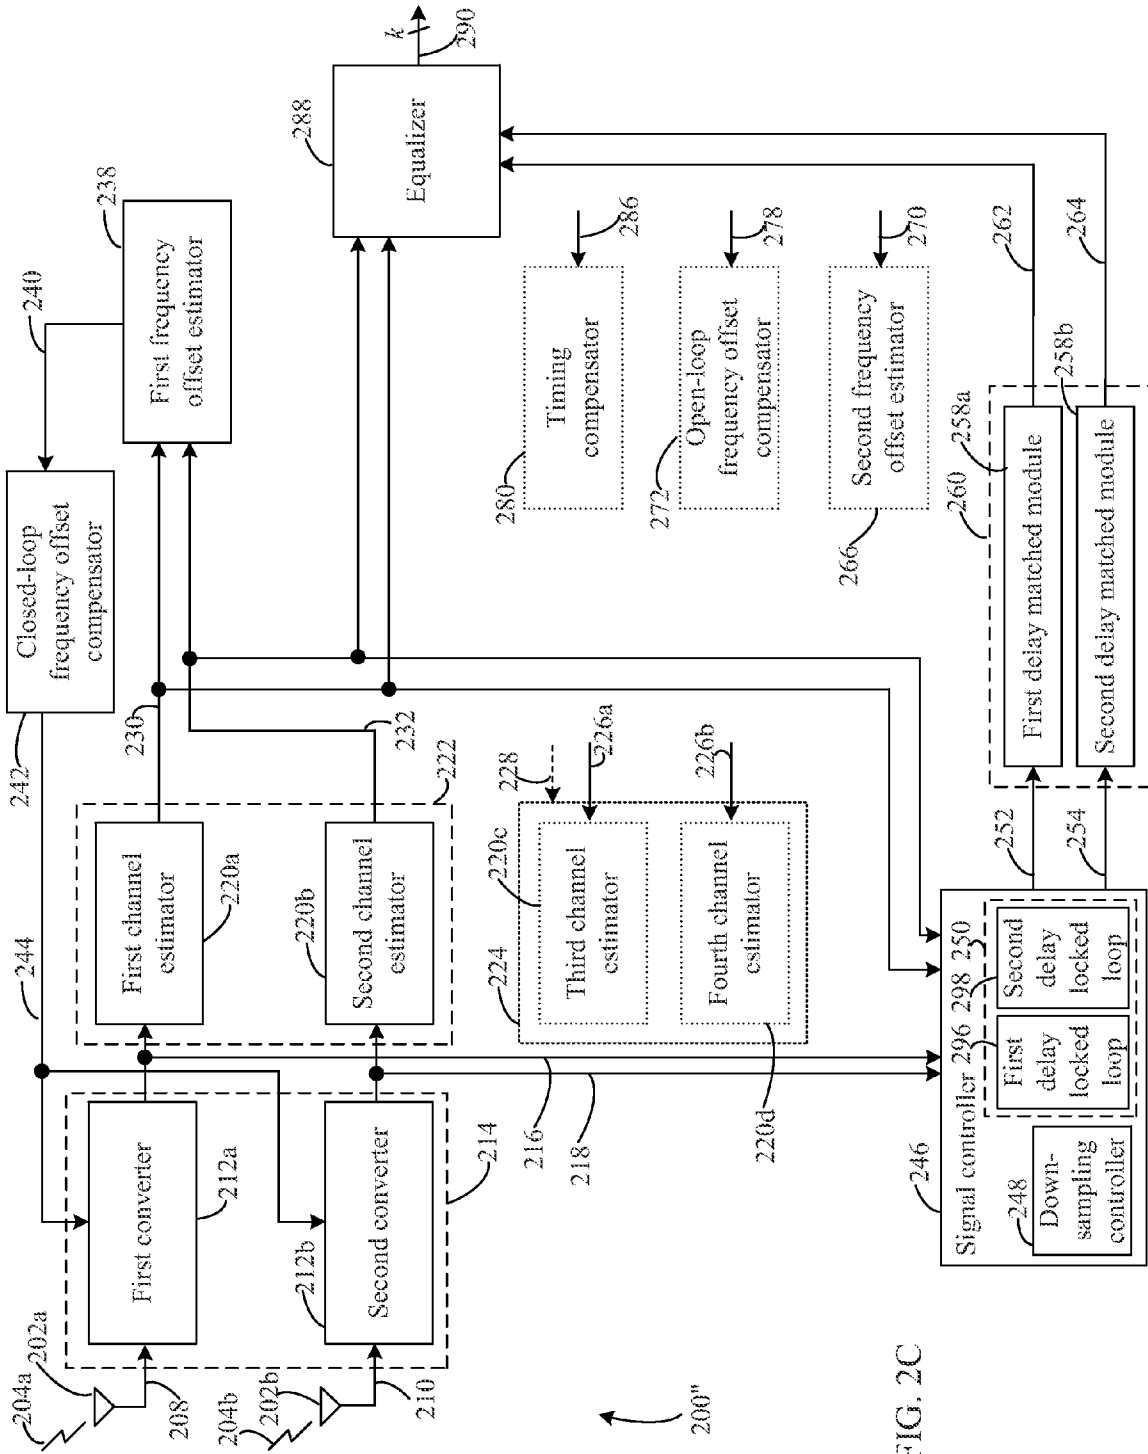 204a
202a
208
First converter
212a
204b
202b
210
212b
Second converter
214
244
242
Closed-loop
frequency offset
compensator
240
First frequency
offset estimator
238
First channel
estimator
220a
220b
Second channel
estimator
222
230
232
216
218
228
226a
226b
224
220c
Third channel
estimator
Fourth channel
estimator
220d
288
Equalizer
k
290
280
Timing
compensator
286
272
Open-loop
frequency offset
compensator
278
Second frequency
offset estimator
266
270
246
Signal controller
248
Down-
sampling
controller
296
First
delay
locked
loop
298
250
Second
delay
locked
loop
252
254
260
258a
First delay matched module
258b
Second delay matched module
262
264
200"
FIG. 2C